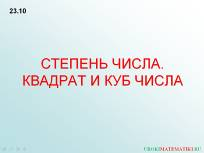 23.10
СТЕПЕНЬ ЧИСЛА.
КВАДРАТ И КУБ ЧИСЛА
UROKIMATEMATIKI.RU